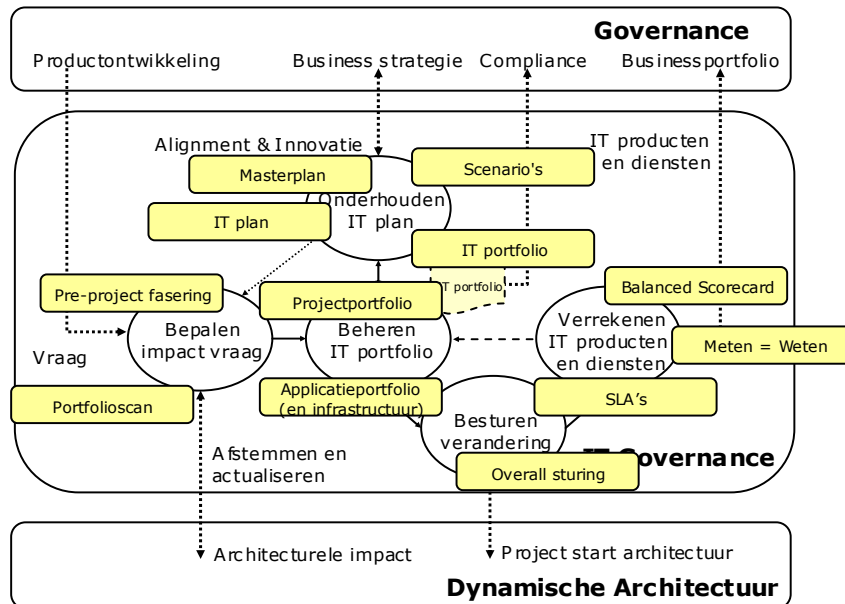 Governance
Productontwikkeling
Business strategie
Compliance
Businessportfolio
Alignment & Innovatie
IT producten
en diensten
Masterplan
Scenario's
Onderhouden
IT plan
IT plan
IT portfolio
IT portfolio
Pre-project fasering
Projectportfolio
Balanced Scorecard
Bepalen
impact vraag
Beheren
IT portfolio
Verrekenen
IT producten
en diensten
Meten = Weten
Vraag
Portfolioscan
Applicatieportfolio
(en infrastructuur)
SLA’s
Besturen
verandering
Afstemmen en
actualiseren
IT Governance
Overall sturing
Architecturele impact
Project start architectuur
Dynamische Architectuur